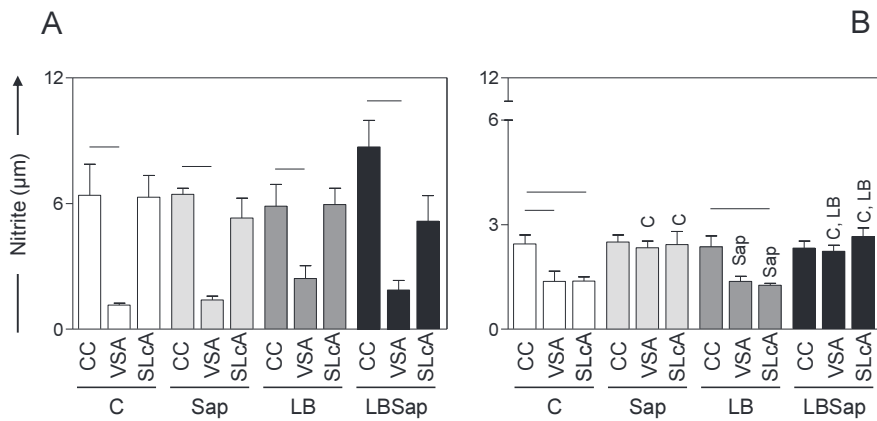 A
B
Nitrite (µm)
12
6
0
CC
VSA
SLcA
CC
VSA
SLcA
CC
VSA
SLcA
CC
VSA
SLcA
C
Sap
LB
LBSap
12
6
3
0
C
C
Sap
Sap
C, LB
C, LB
CC
VSA
SLcA
CC
VSA
SLcA
CC
VSA
SLcA
CC
VSA
SLcA
C
Sap
LB
LBSap